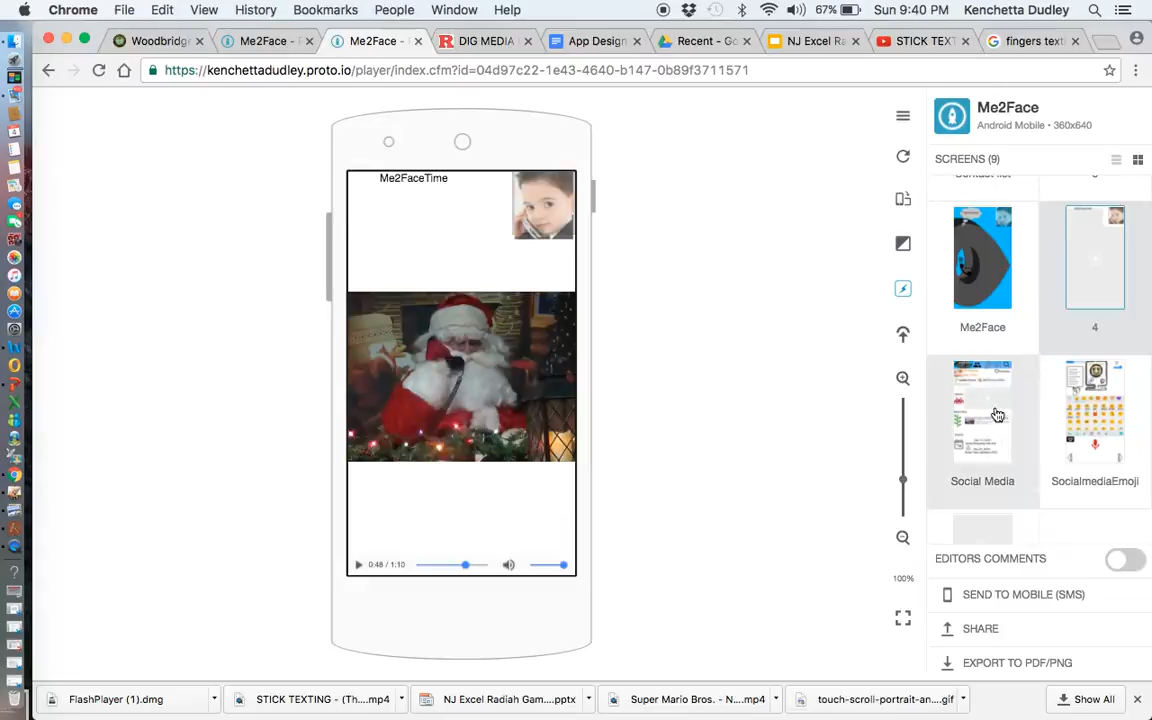 Chrome File Edit View History Bookmarks People Window Help 67% Sun 9:40 PM Kenchetta Dudley
Woodbridge Me2Face - P Me2Face - DIG MEDIA App Design Recent - Go NJ Excel Ra STICK TEXT fingers texti
https://kenchettadudley.proto.io/player/index.cfm?id=04d97c22-1e43-4640-b147-0b89f3711571
Me2Face
Android Mobile • 360x640
SCREENS (9)
Contact list
Me2FaceTime
Me2Face 4
Social Media SocialmediaEmoji
0:48 / 1:10
EDITORS COMMENTS
100%
SEND TO MOBILE (SMS)
SHARE
EXPORT TO PDF/PNG
FlashPlayer (1).dmg STICK TEXTING - (Th....mp4 NJ Excel Radiah Gam....pptx Super Mario Bros. - N....mp4 touch-scroll-portrait-an....gif Show All